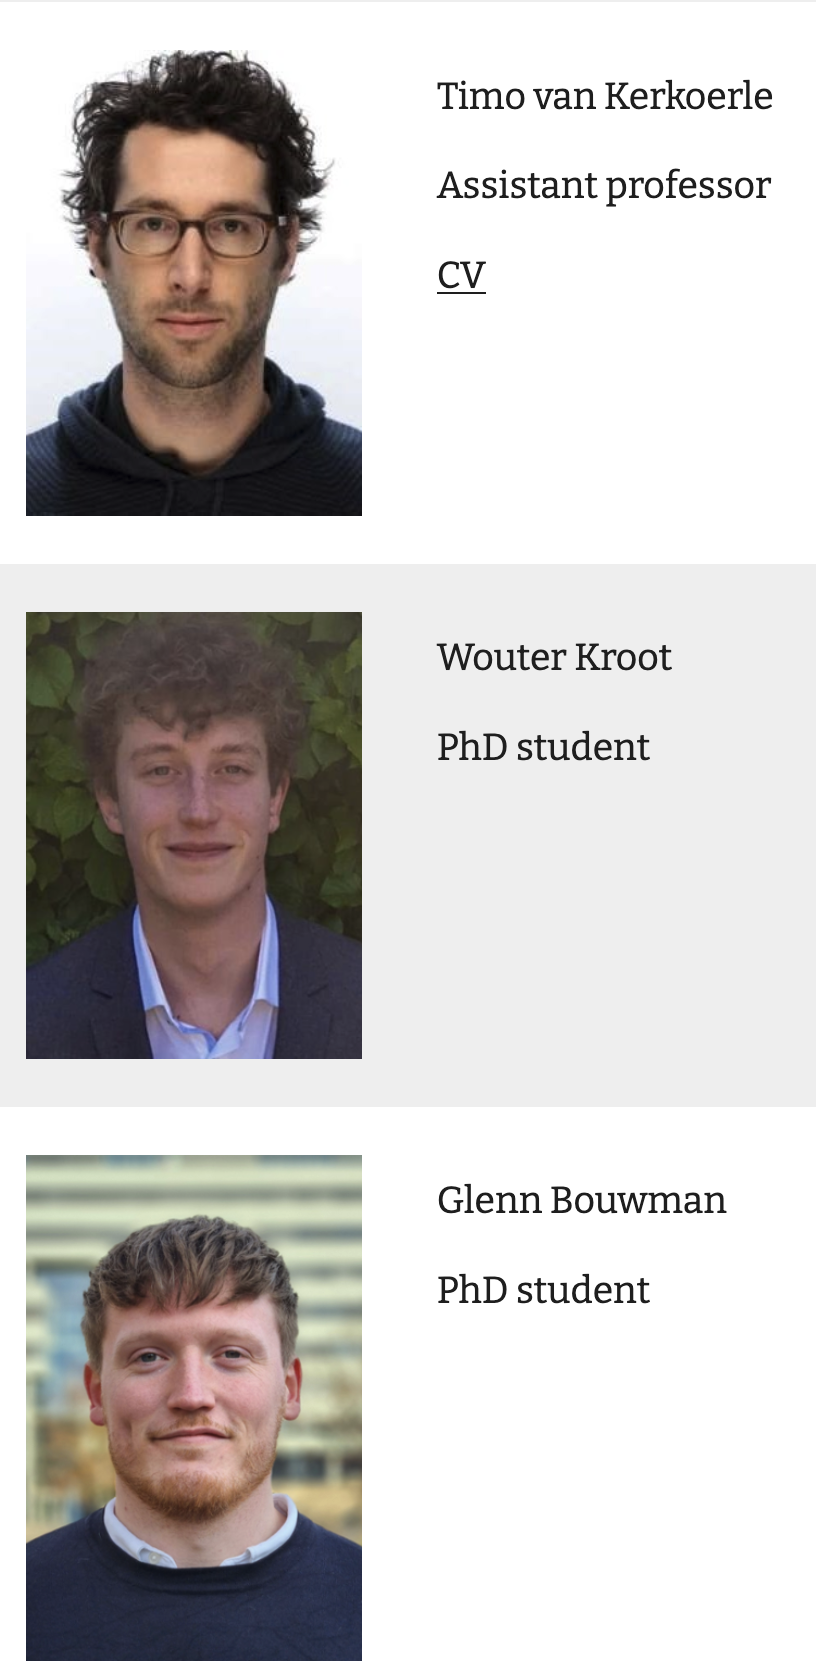 Timo van Kerkoerle
Assistant professor
CV
Wouter Kroot
PhD student
Glenn Bouwman
PhD student